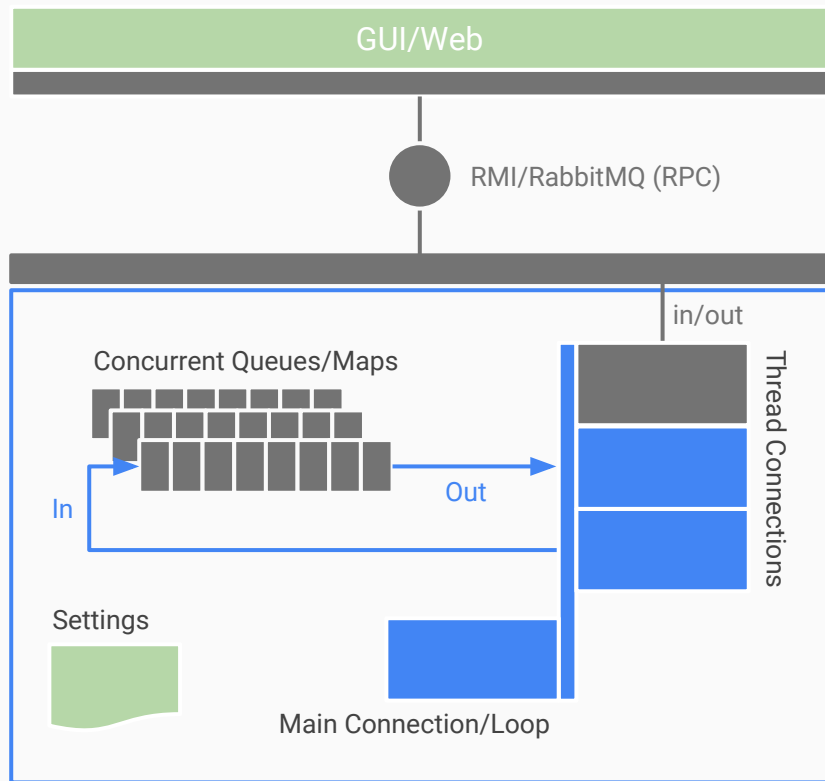 GUI/Web
RMI/RabbitMQ (RPC)
in/out
Concurrent Queues/Maps
Thread Connections
In
Out
Settings
Main Connection/Loop